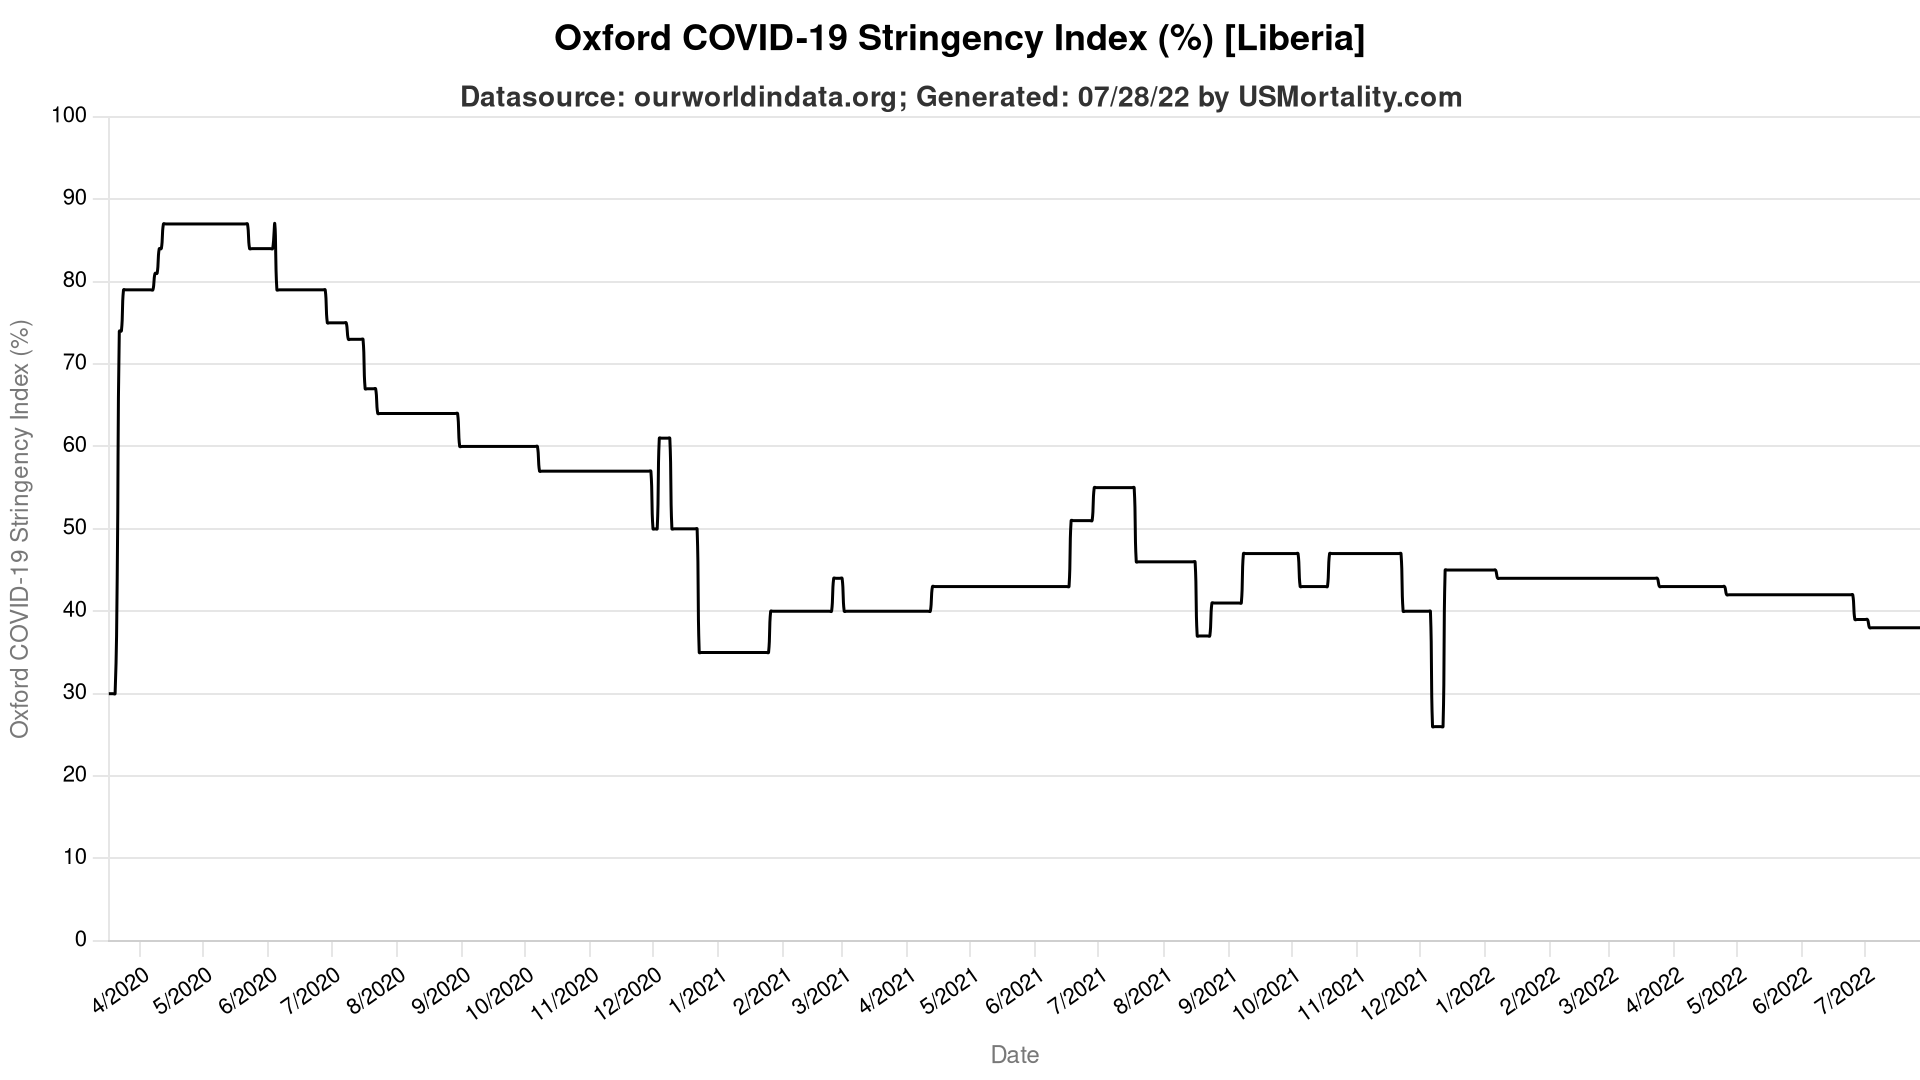 Oxford COVID-19 Stringency Index (%) [Liberia]
Datasource: ourworldindata.org; Generated: 07/28/22 by USMortality.com
Oxford COVID-19 Stringency Index (%)
100
90
80
70
60
50
40
30
20
10
0
4/2020 5/2020 6/2020 7/2020 8/2020 9/2020 10/2020 11/2020 12/2020 1/2021 2/2021 3/2021 4/2021 5/2021 6/2021 7/2021 8/2021 9/2021 10/2021 11/2021 12/2021 1/2022 2/2022 3/2022 4/2022 5/2022 6/2022 7/2022
Date